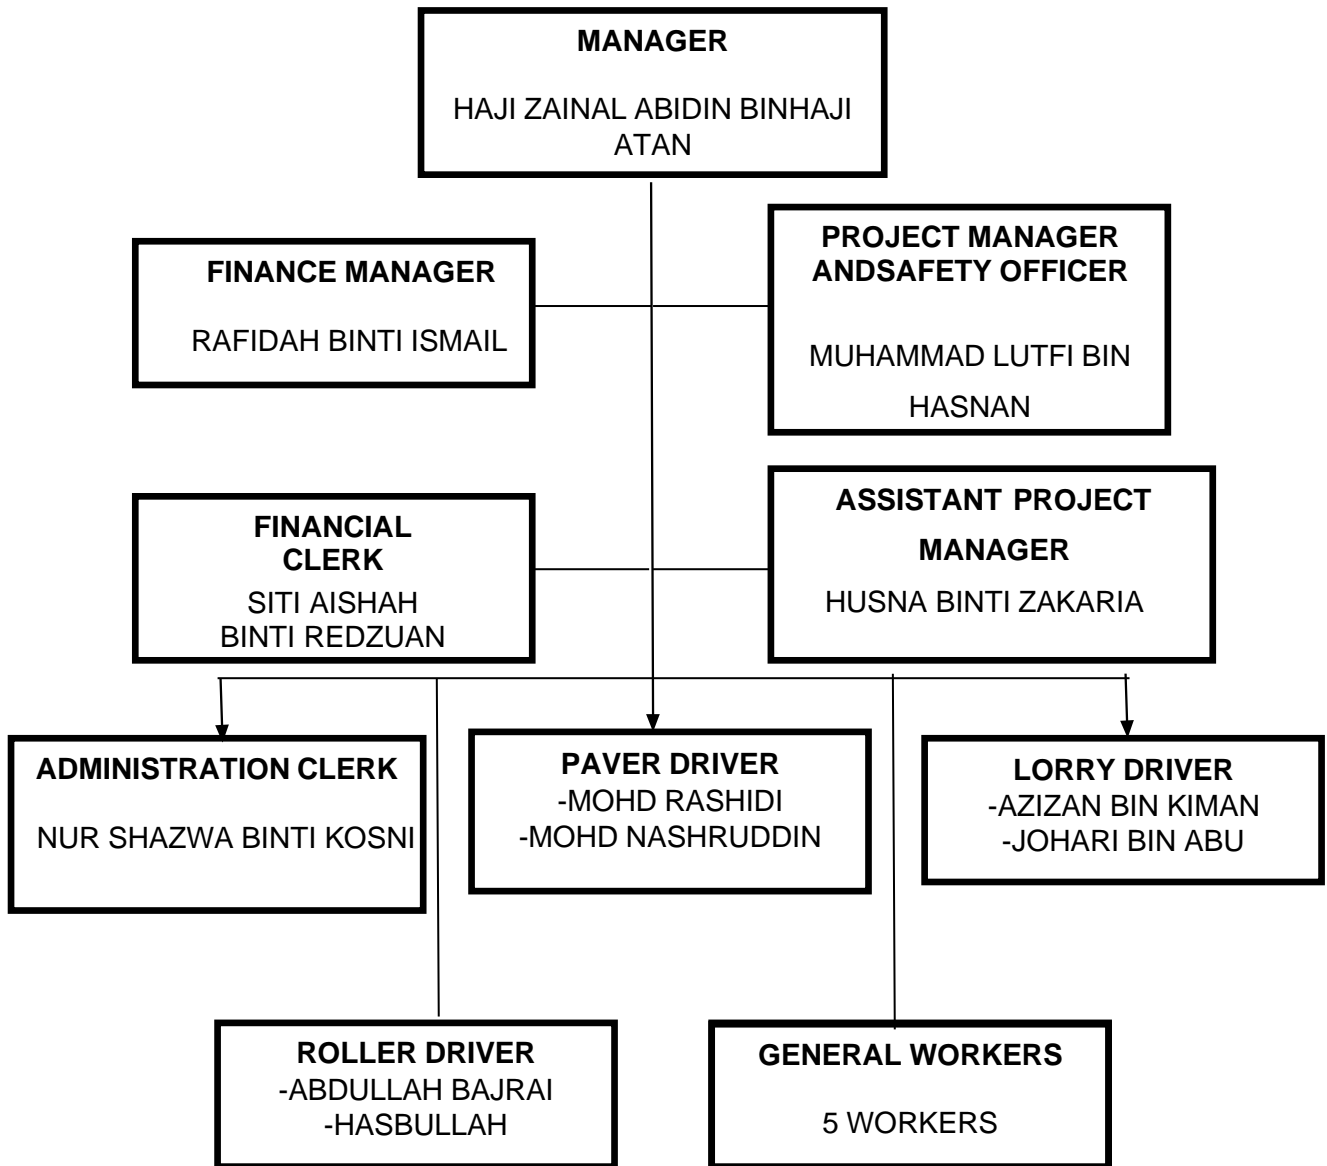 MANAGER
HAJI ZAINAL ABIDIN BINHAJI
ATAN
FINANCE MANAGER
RAFIDAH BINTI ISMAIL
PROJECT MANAGER
ANDSAFETY OFFICER
MUHAMMAD LUTFI BIN
HASNAN
FINANCIAL
CLERK
SITI AISHAH
BINTI REDZUAN
ASSISTANT PROJECT
MANAGER
HUSNA BINTI ZAKARIA
ADMINISTRATION CLERK
NUR SHAZWA BINTI KOSNI
PAVER DRIVER
-MOHD RASHIDI
-MOHD NASHRUDDIN
LORRY DRIVER
-AZIZAN BIN KIMAN
-JOHARI BIN ABU
ROLLER DRIVER
-ABDULLAH BAJRAI
-HASBULLAH
GENERAL WORKERS
5 WORKERS